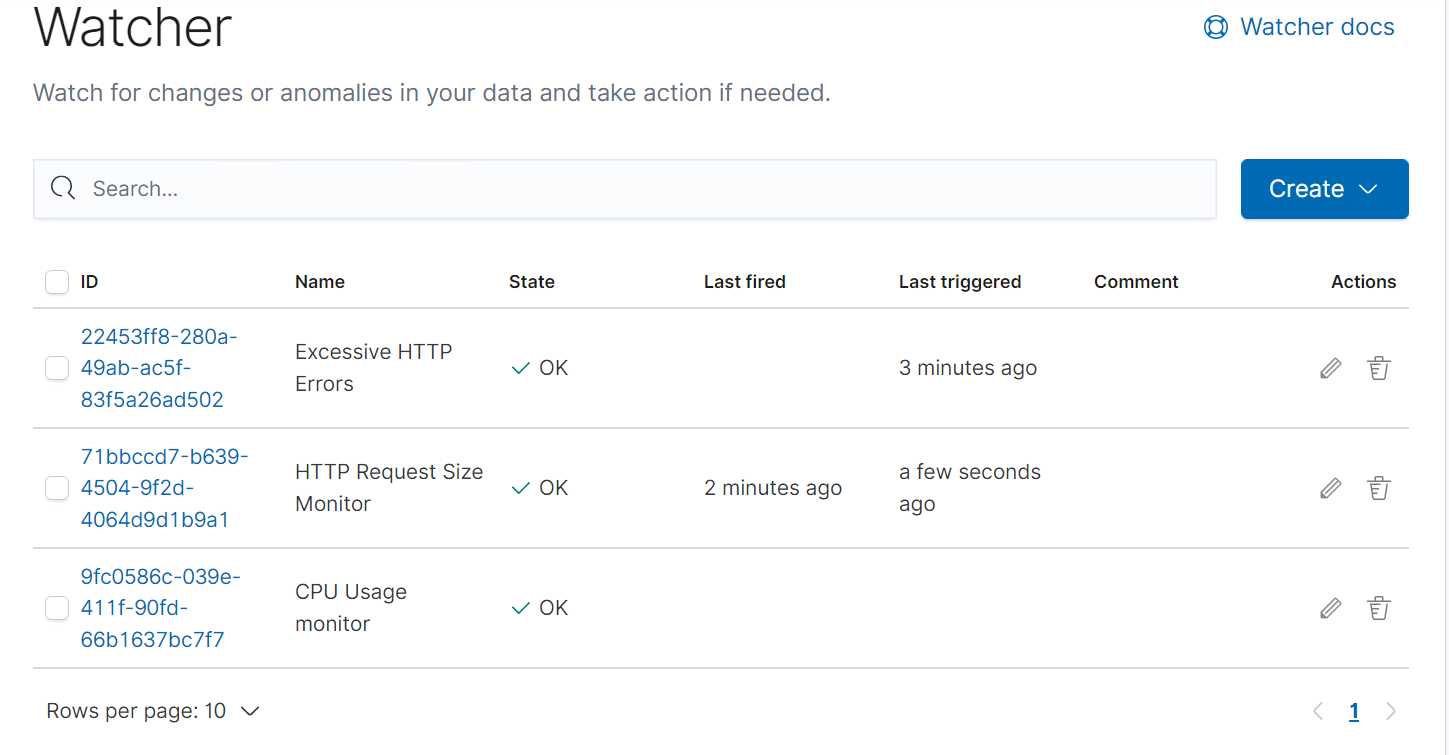 Watcher
Watcher docs
Watch for changes or anomalies in your data and take action if needed.
Search...
Create
ID Name State Last fired Last triggered Comment Actions
22453ff8-280a-
49ab-ac5f-
83f5a26ad502
Excessive HTTP
Errors
OK
3 minutes ago
71bbccd7-b639-
4504-9f2d-
4064d9d1b9a1
HTTP Request Size
Monitor
OK
2 minutes ago
a few seconds
ago
9fc0586c-039e-
411f-90fd-
66b1637bc7f7
CPU Usage
monitor
OK
Rows per page: 10
1